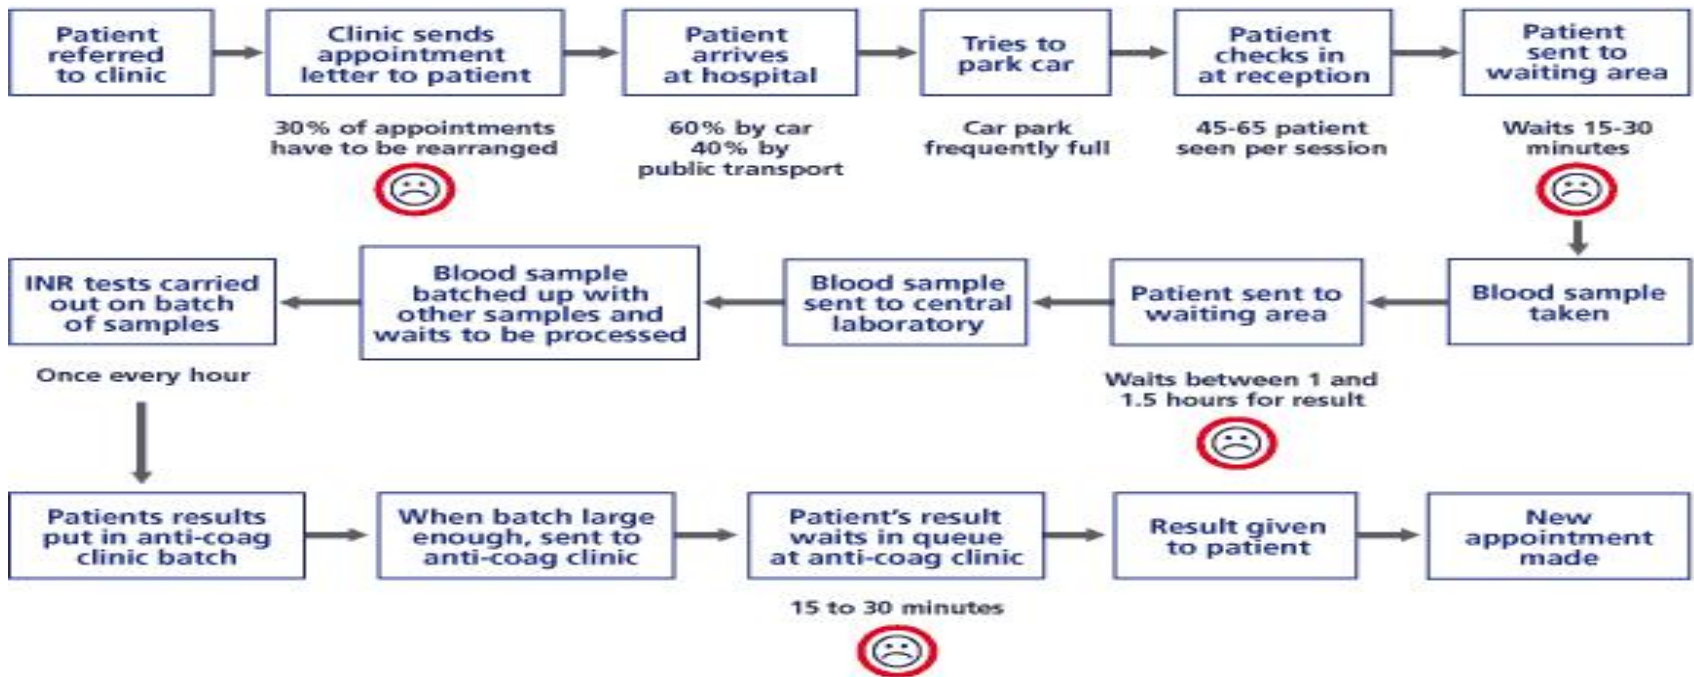 Patient
referred
to clinic
Clinic sends
appointment
letter to patient
30% of appointments
have to be rearranged
Patient
arrives
at hospital
60% by car
40% by
public transport
Tries to
park car
Car park
frequently full
Patient
checks in
at reception
45-65 patient
seen per session
Patient
sent to
waiting area
Waits 15-30
minutes
Blood sample
taken
Patient sent to
waiting area
Waits between 1 and
1.5 hours for result
Blood sample
sent to central
laboratory
Blood sample
batched up with
other samples and
waits to be processed
INR tests carried
out on batch
of samples
Once every hour
Patients results
put in anti-coag
clinic batch
When batch large
enough, sent to
anti-coag clinic
Patient's result
waits in queue
at anti-coag clinic
15 to 30 minutes
Result given
to patient
New
appointment
made